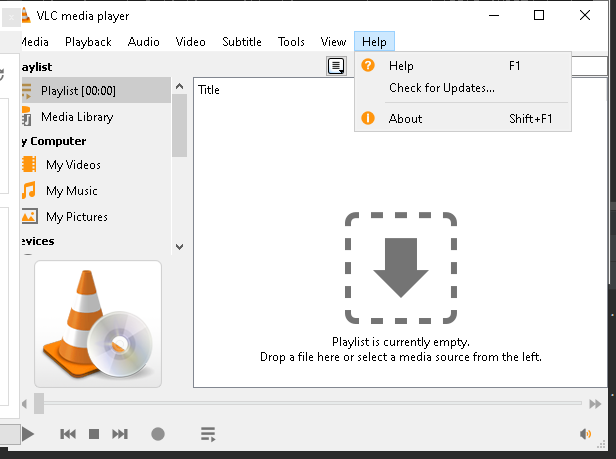 VLC media player
Media Playback Audio Video Subtitle Tools View Help
aylist
Playlist [00:00]
Media Library
y Computer
My Videos
My Music
My Pictures
evices
Title
Help F1
Check for Updates...
About Shift+F1
Playlist is currently empty.
Drop a file here or select a media source from the left.